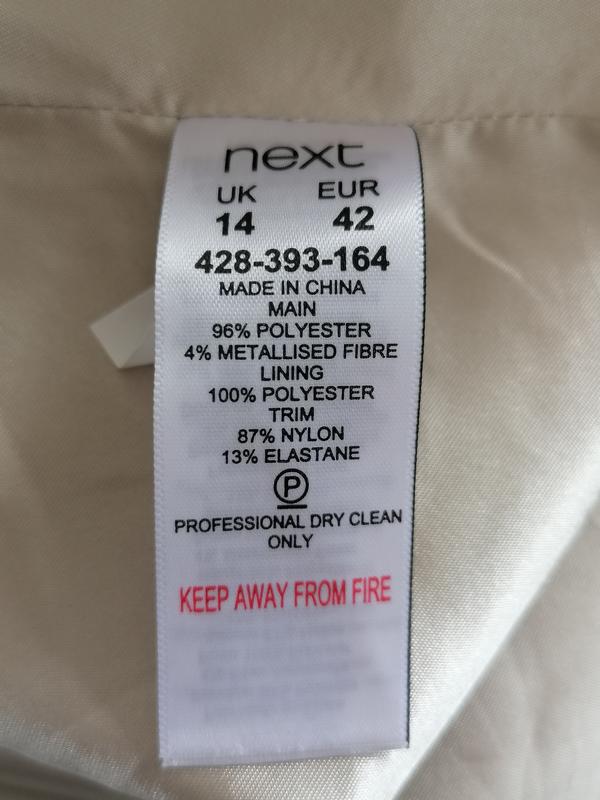 next
UK EUR
14 42
428-393-164
MADE IN CHINA
MAIN
96% POLYESTER
4% METALLISED FIBRE
LINING
100% POLYESTER
TRIM
87% NYLON
13% ELASTANE
P
PROFESSIONAL DRY CLEAN
ONLY
KEEP AWAY FROM FIRE